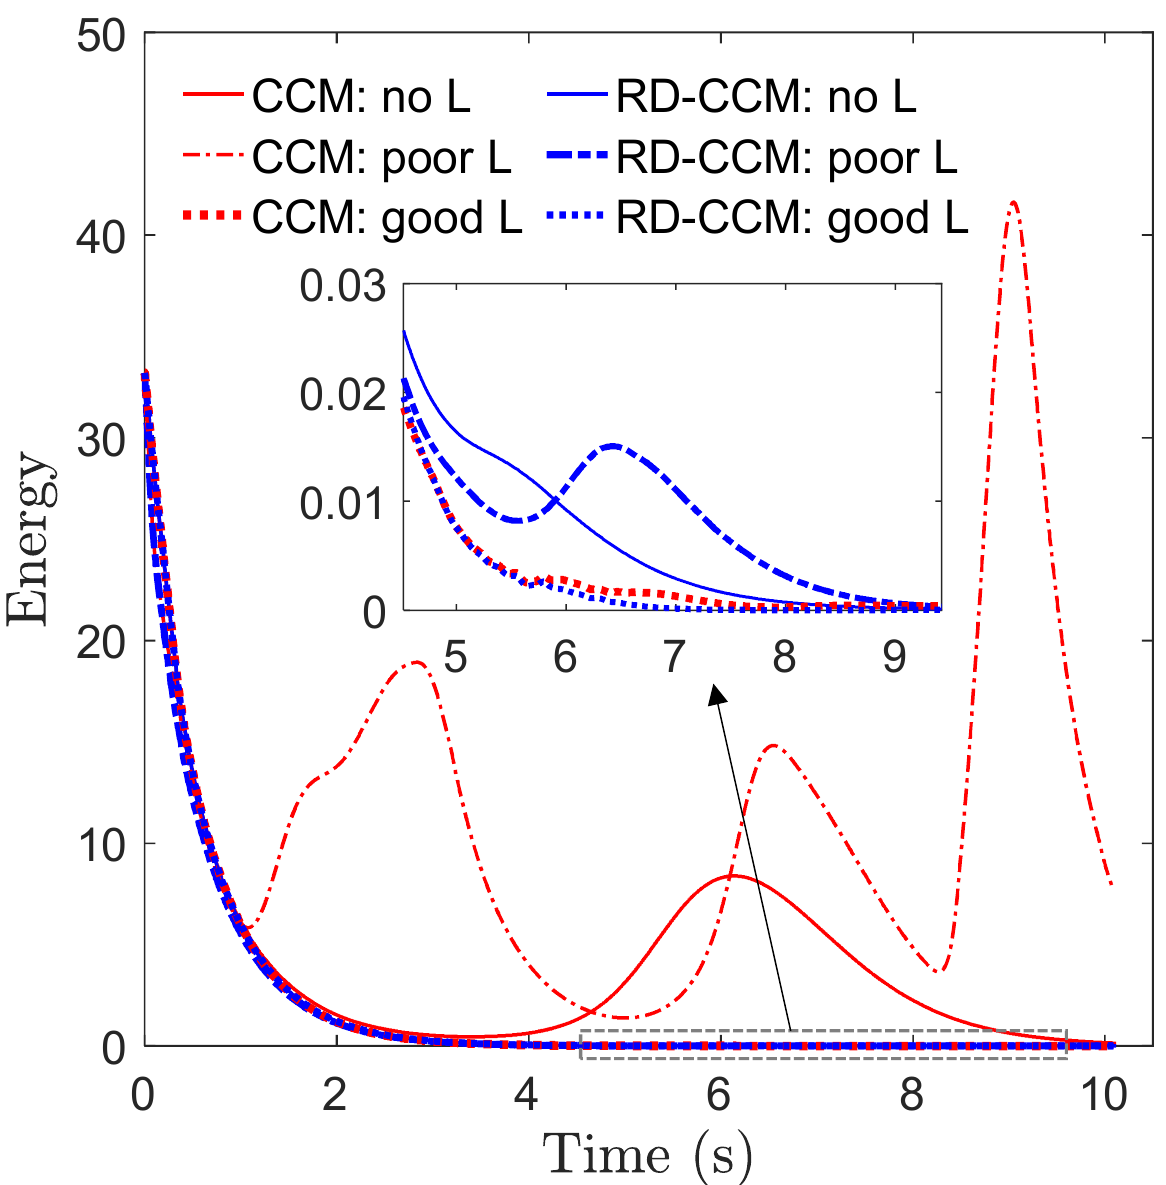 50
CCM: no L RD-CCM: no L
CCM: poor L RD-CCM: poor L
CCM: good L RD-CCM: good L
40
0.03
0.02
30
0.01
0
5 6 7 8 9
20
10
0
0 2 4 6 8 10
Time (s)
Energy